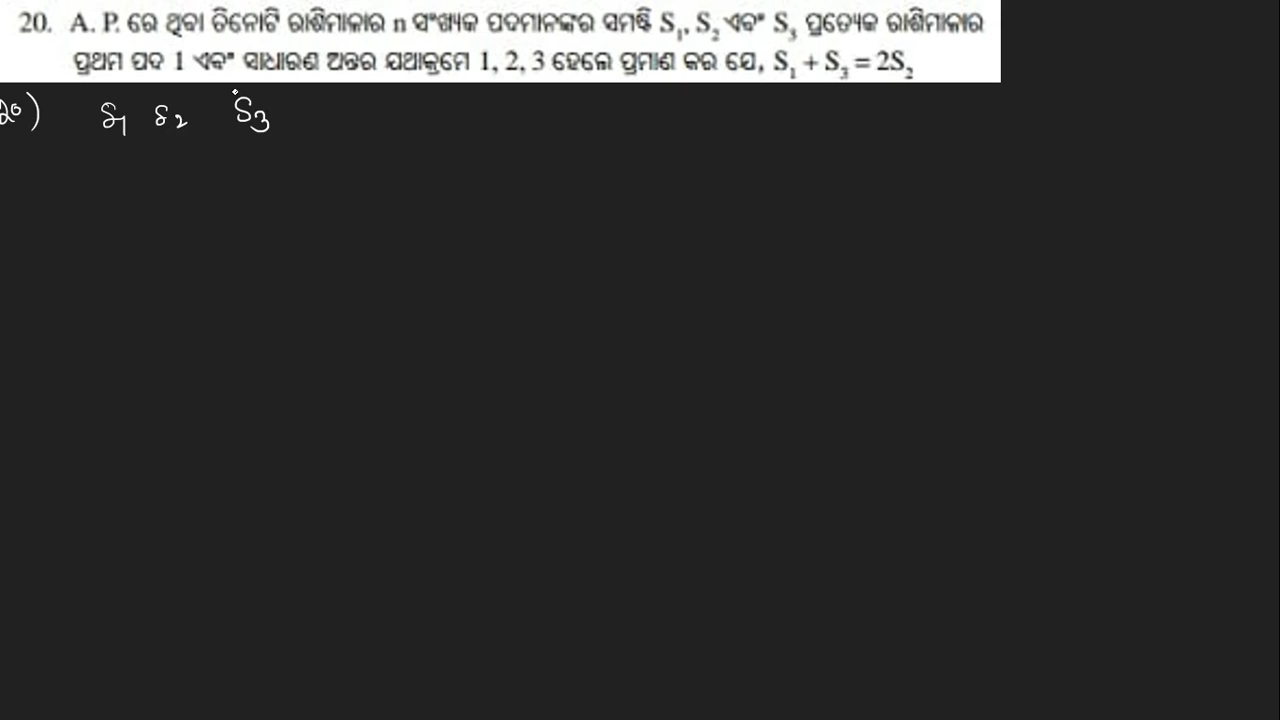 20. A. P. ରେ ଥିବା ତିନୋଟି ରାଶିମାଳାର n ସଂଖ୍ୟକ ପଦମାନଙ୍କର ସମଷ୍ଟି S₁, S₂ ଏବଂ S₃ ପ୍ରତ୍ୟେକ ରାଶିମାଳାର
ପ୍ରଥମ ପଦ 1 ଏବଂ ସାଧାରଣ ଅନ୍ତର ଯଥାକ୍ରମେ 1, 2, 3 ହେଲେ ପ୍ରମାଣ କର ଯେ, S₁ + S₃ = 2S₂
20) S₁ S₂ S₃